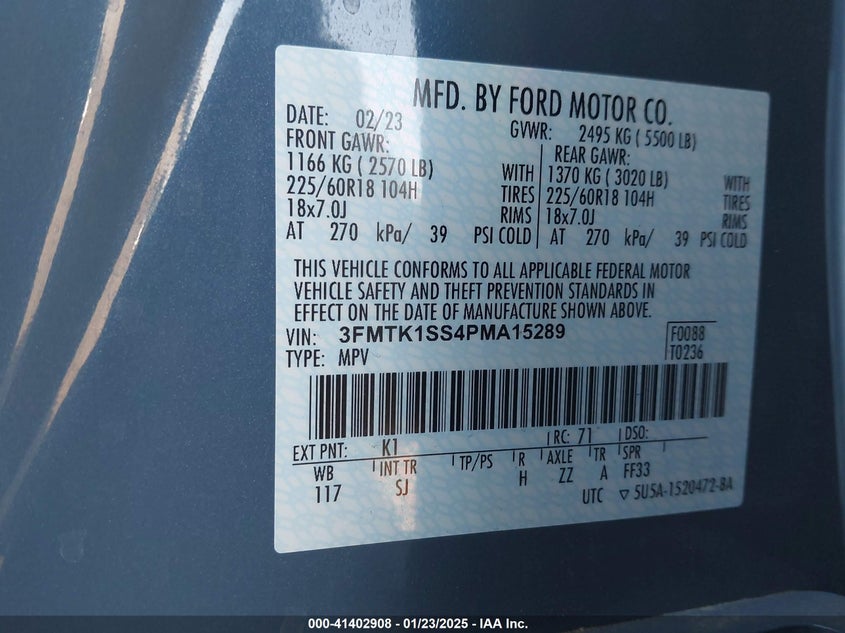 MFD. BY FORD MOTOR CO.
DATE: 02/23 GVWR: 2495 KG ( 5500 LB)
FRONT GAWR: REAR GAWR:
1166 KG ( 2570 LB) WITH 1370 KG ( 3020 LB) WITH
225/60R18 104H TIRES 225/60R18 104H TIRES
18x7.0J RIMS 18x7.0J RIMS
AT 270 kPa/ 39 PSI COLD AT 270 kPa/ 39 PSI COLD
THIS VEHICLE CONFORMS TO ALL APPLICABLE FEDERAL MOTOR
VEHICLE SAFETY AND THEFT PREVENTION STANDARDS IN
EFFECT ON THE DATE OF MANUFACTURE SHOWN ABOVE.
VIN: 3FMTK1SS4PMA15289 F0088
TYPE: MPV T0236
EXT PNT: K1 RC: 71 DSO:
WB INT TR TP/PS R AXLE TR SPR
117 SJ H ZZ A FF33
UTC ▽ 5U5A-1520472-BA
000-41402908 - 01/23/2025 - IAA Inc.